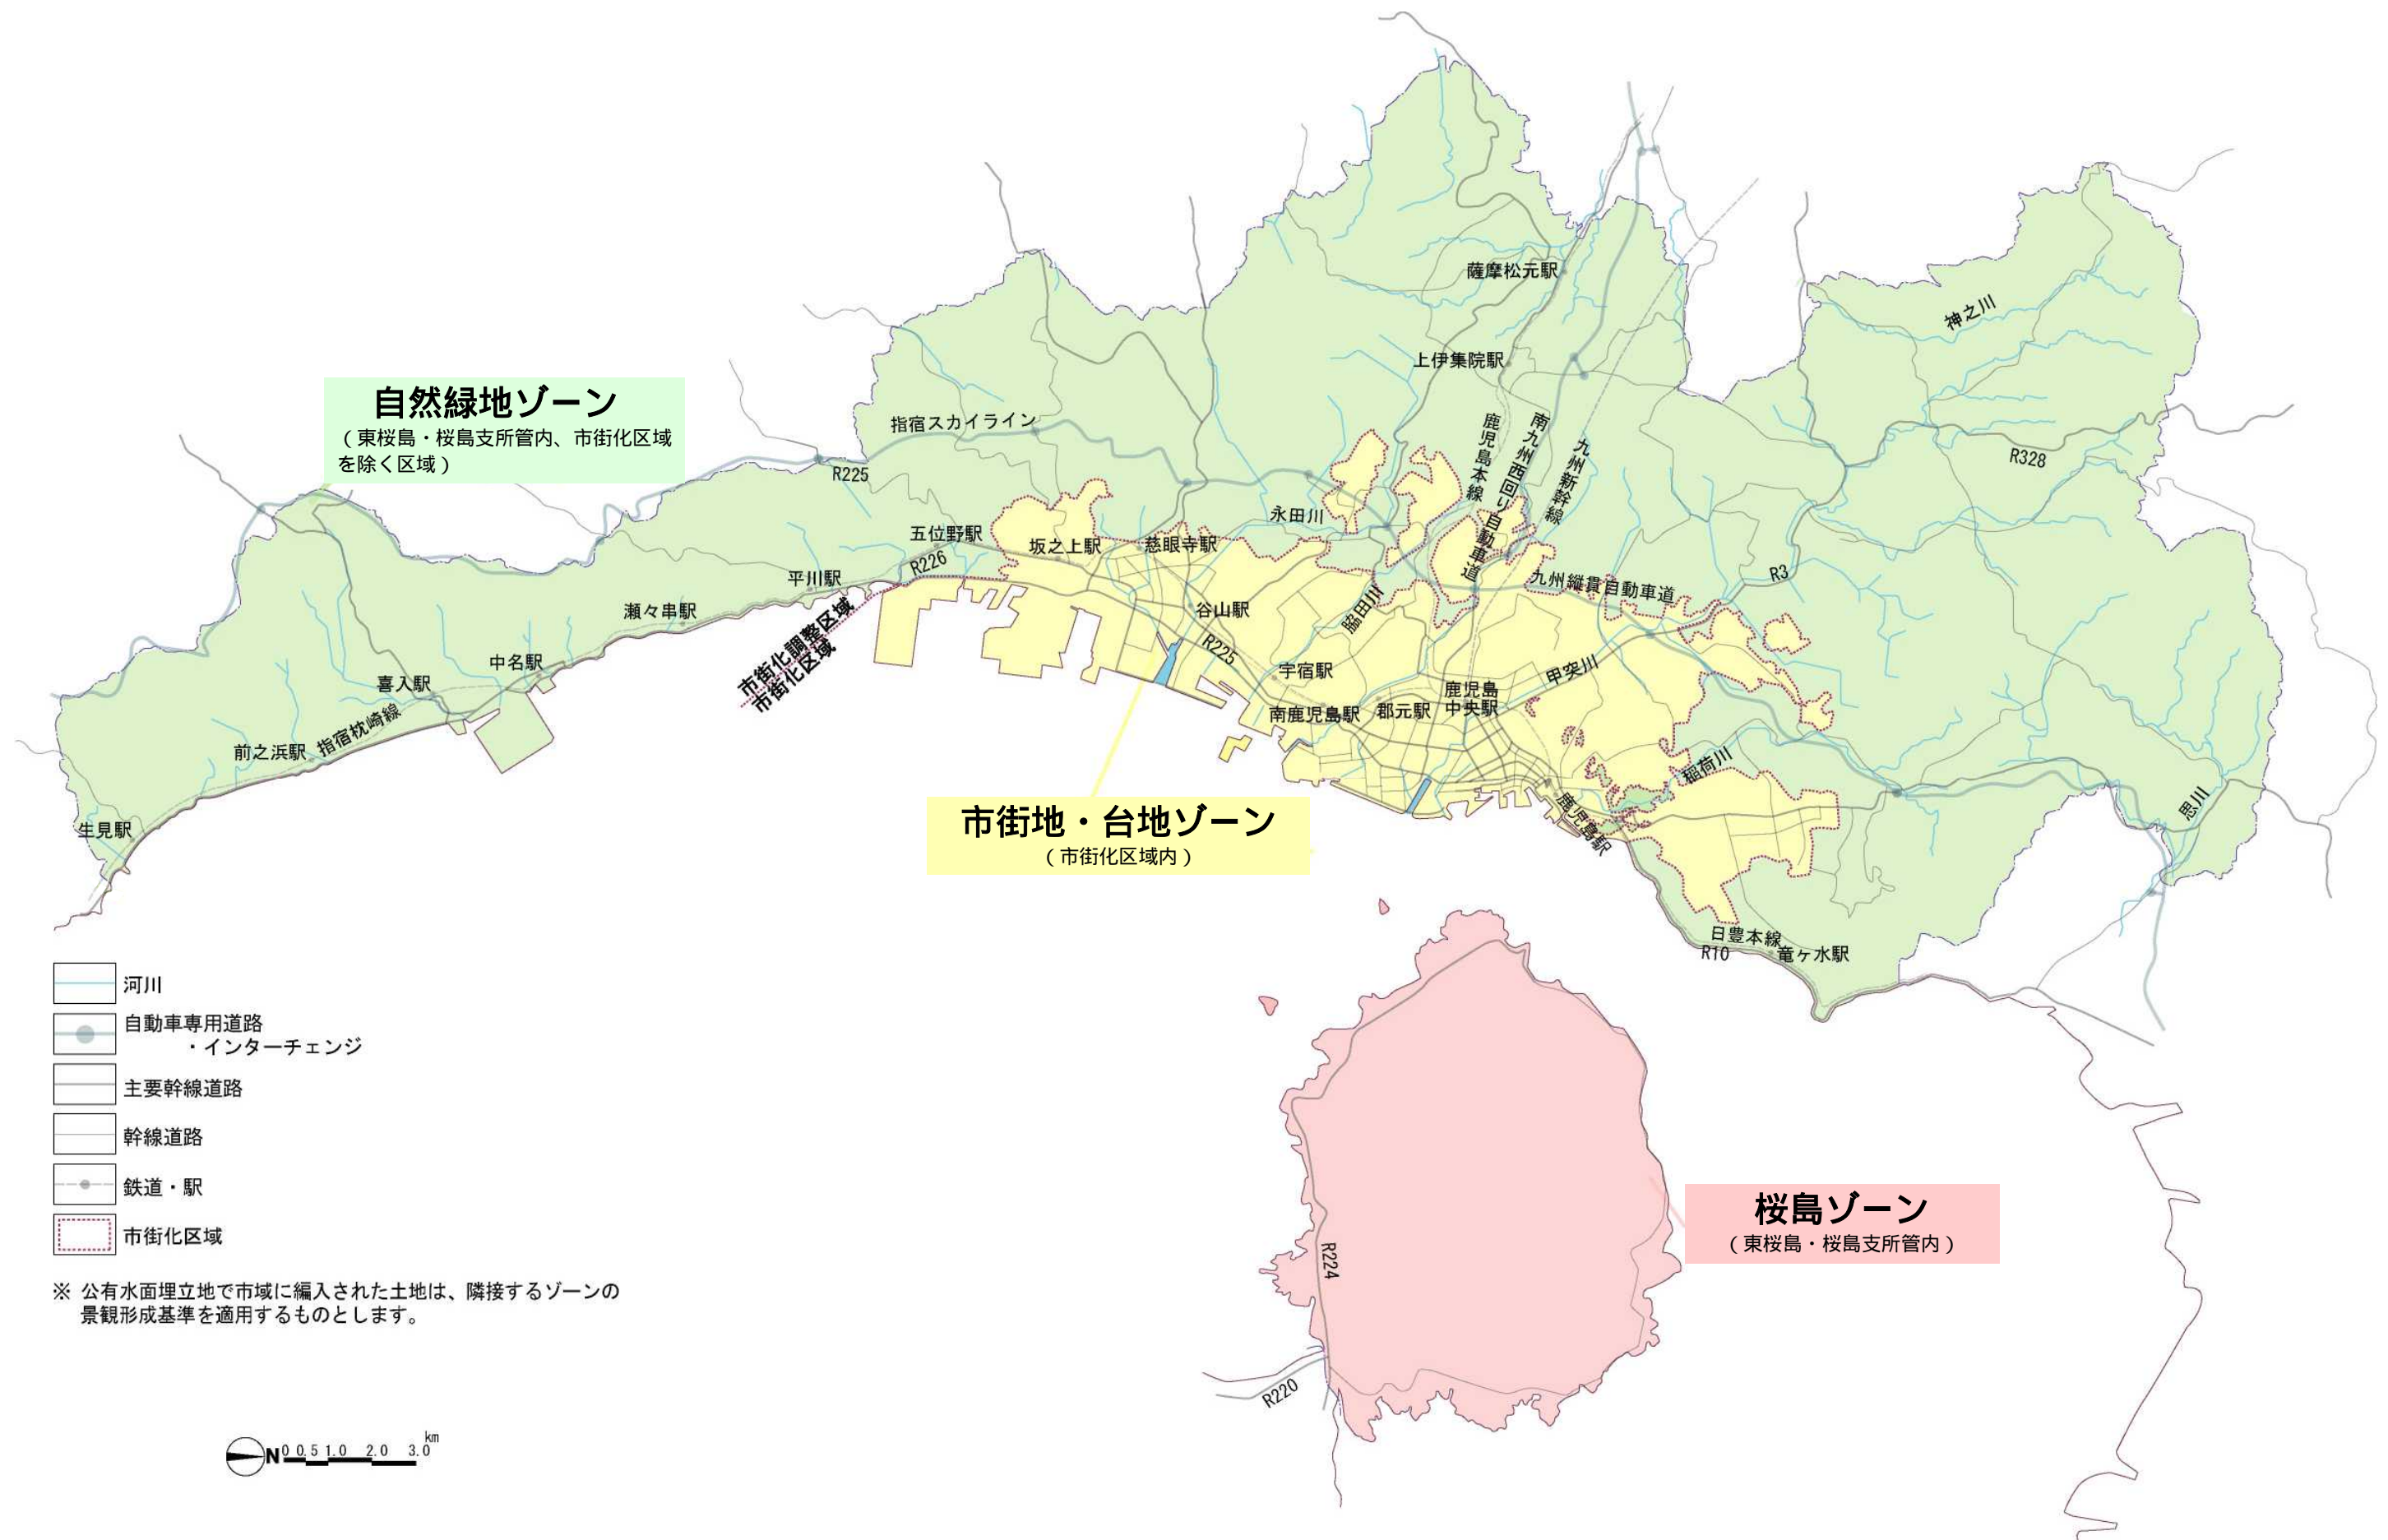 薩摩松元駅
神之川
上伊集院駅
自然緑地ゾーン
(東桜島・桜島支所管内、市街化区域
を除く区域)
指宿スカイライン
鹿児島本線
南九州西回り自動車道
九州新幹線
R328
R225
永田川
五位野駅
坂之上駅
慈眼寺駅
R226
平川駅
九州縦貫自動車道
R3
瀬々串駅
谷山駅
脇田川
市街化調整区域
市街化区域
R225
中名駅
宇宿駅
甲突川
喜入駅
鹿児島
中央駅
南鹿児島駅
郡元駅
指宿枕崎線
前之浜駅
稲荷川
思川
生見駅
市街地・台地ゾーン
(市街化区域内)
鹿児島駅
日豊本線
R10
竜ヶ水駅
河川
自動車専用道路
・インターチェンジ
主要幹線道路
幹線道路
鉄道・駅
市街化区域
桜島ゾーン
(東桜島・桜島支所管内)
R224
※ 公有水面埋立地で市域に編入された土地は、隣接するゾーンの
景観形成基準を適用するものとします。
R220
N 0 0.5 1.0 2.0 3.0 km